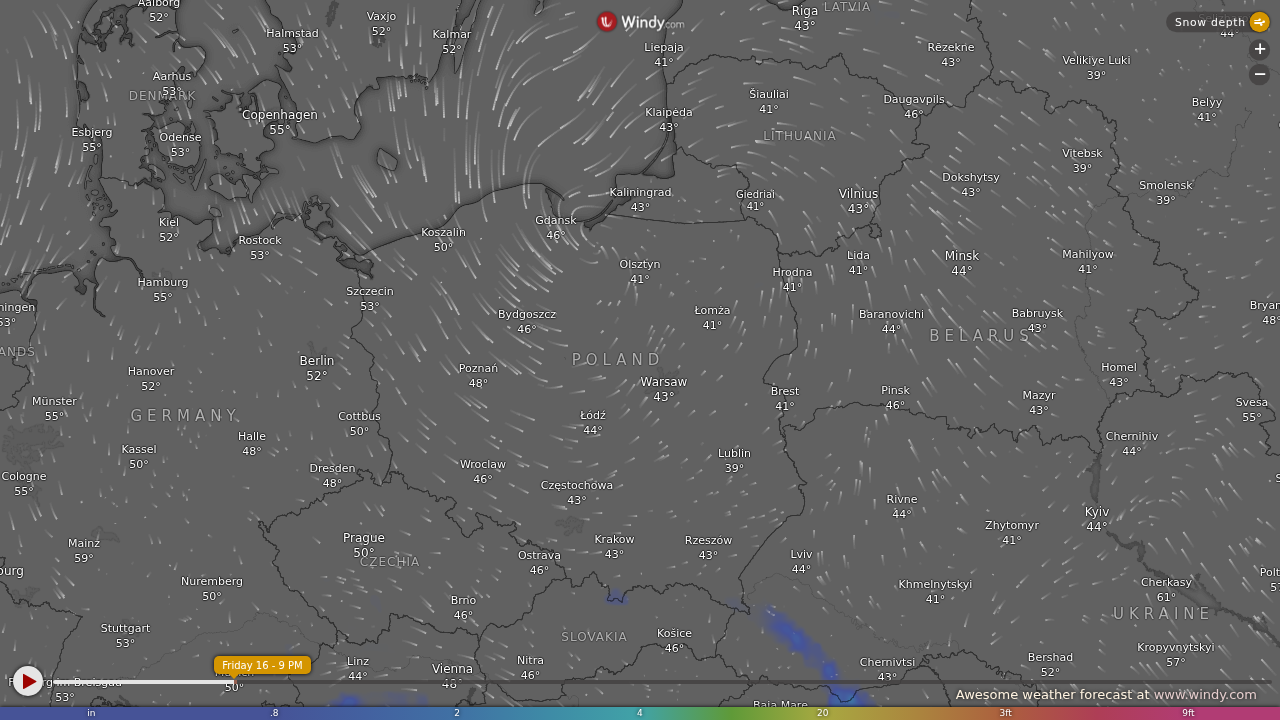 Aalborg
52°
Vaxjo
52°
Halmstad
53°
Kalmar
52°
Windy.com
Riga
43°
LATVIA
Snow depth
44°
Liepaja
41°
Rēzekne
43°
Velikiye Luki
39°
+
−
Aarhus
53°
DENMARK
Copenhagen
55°
Esbjerg
55°
Odense
53°
Klaipėda
43°
Šiauliai
41°
LITHUANIA
Daugavpils
46°
Belyy
41°
Vitebsk
39°
Dokshytsy
43°
Smolensk
39°
Kaliningrad
43°
Giedriai
41°
Vilnius
43°
Kiel
52°
Rostock
53°
Koszalin
50°
Gdansk
46°
Olsztyn
41°
Hrodna
41°
Lida
41°
Minsk
44°
Mahilyow
41°
Hamburg
55°
Szczecin
53°
Bydgoszcz
46°
Łomża
41°
Baranovichi
44°
BELARUS
Babruysk
43°
48°
53°
Berlin
52°
POLAND
Hanover
52°
Poznań
48°
Warsaw
43°
Brest
41°
Pinsk
46°
Mazyr
43°
Homel
43°
Münster
55°
GERMANY
Cottbus
50°
Łódź
44°
Svesa
55°
Kassel
50°
Halle
48°
Chernihiv
44°
Cologne
55°
Dresden
48°
Wroclaw
46°
Częstochowa
43°
Lublin
39°
Rivne
44°
Kyiv
44°
Zhytomyr
41°
Mainz
59°
Prague
50°
CZECHIA
Ostrava
46°
Krakow
43°
Rzeszów
43°
Lviv
44°
Nuremberg
50°
Khmelnytskyi
41°
Cherkasy
61°
UKRAINE
Brno
46°
Stuttgart
53°
SLOVAKIA
Košice
46°
Kropyvnytskyi
57°
Friday 16 - 9 PM
50°
Linz
44°
Vienna
48°
Nitra
46°
Chernivtsi
43°
Bershad
52°
53°
Baia Mare
Awesome weather forecast at www.windy.com
in .8 2 4 20 3ft 9ft